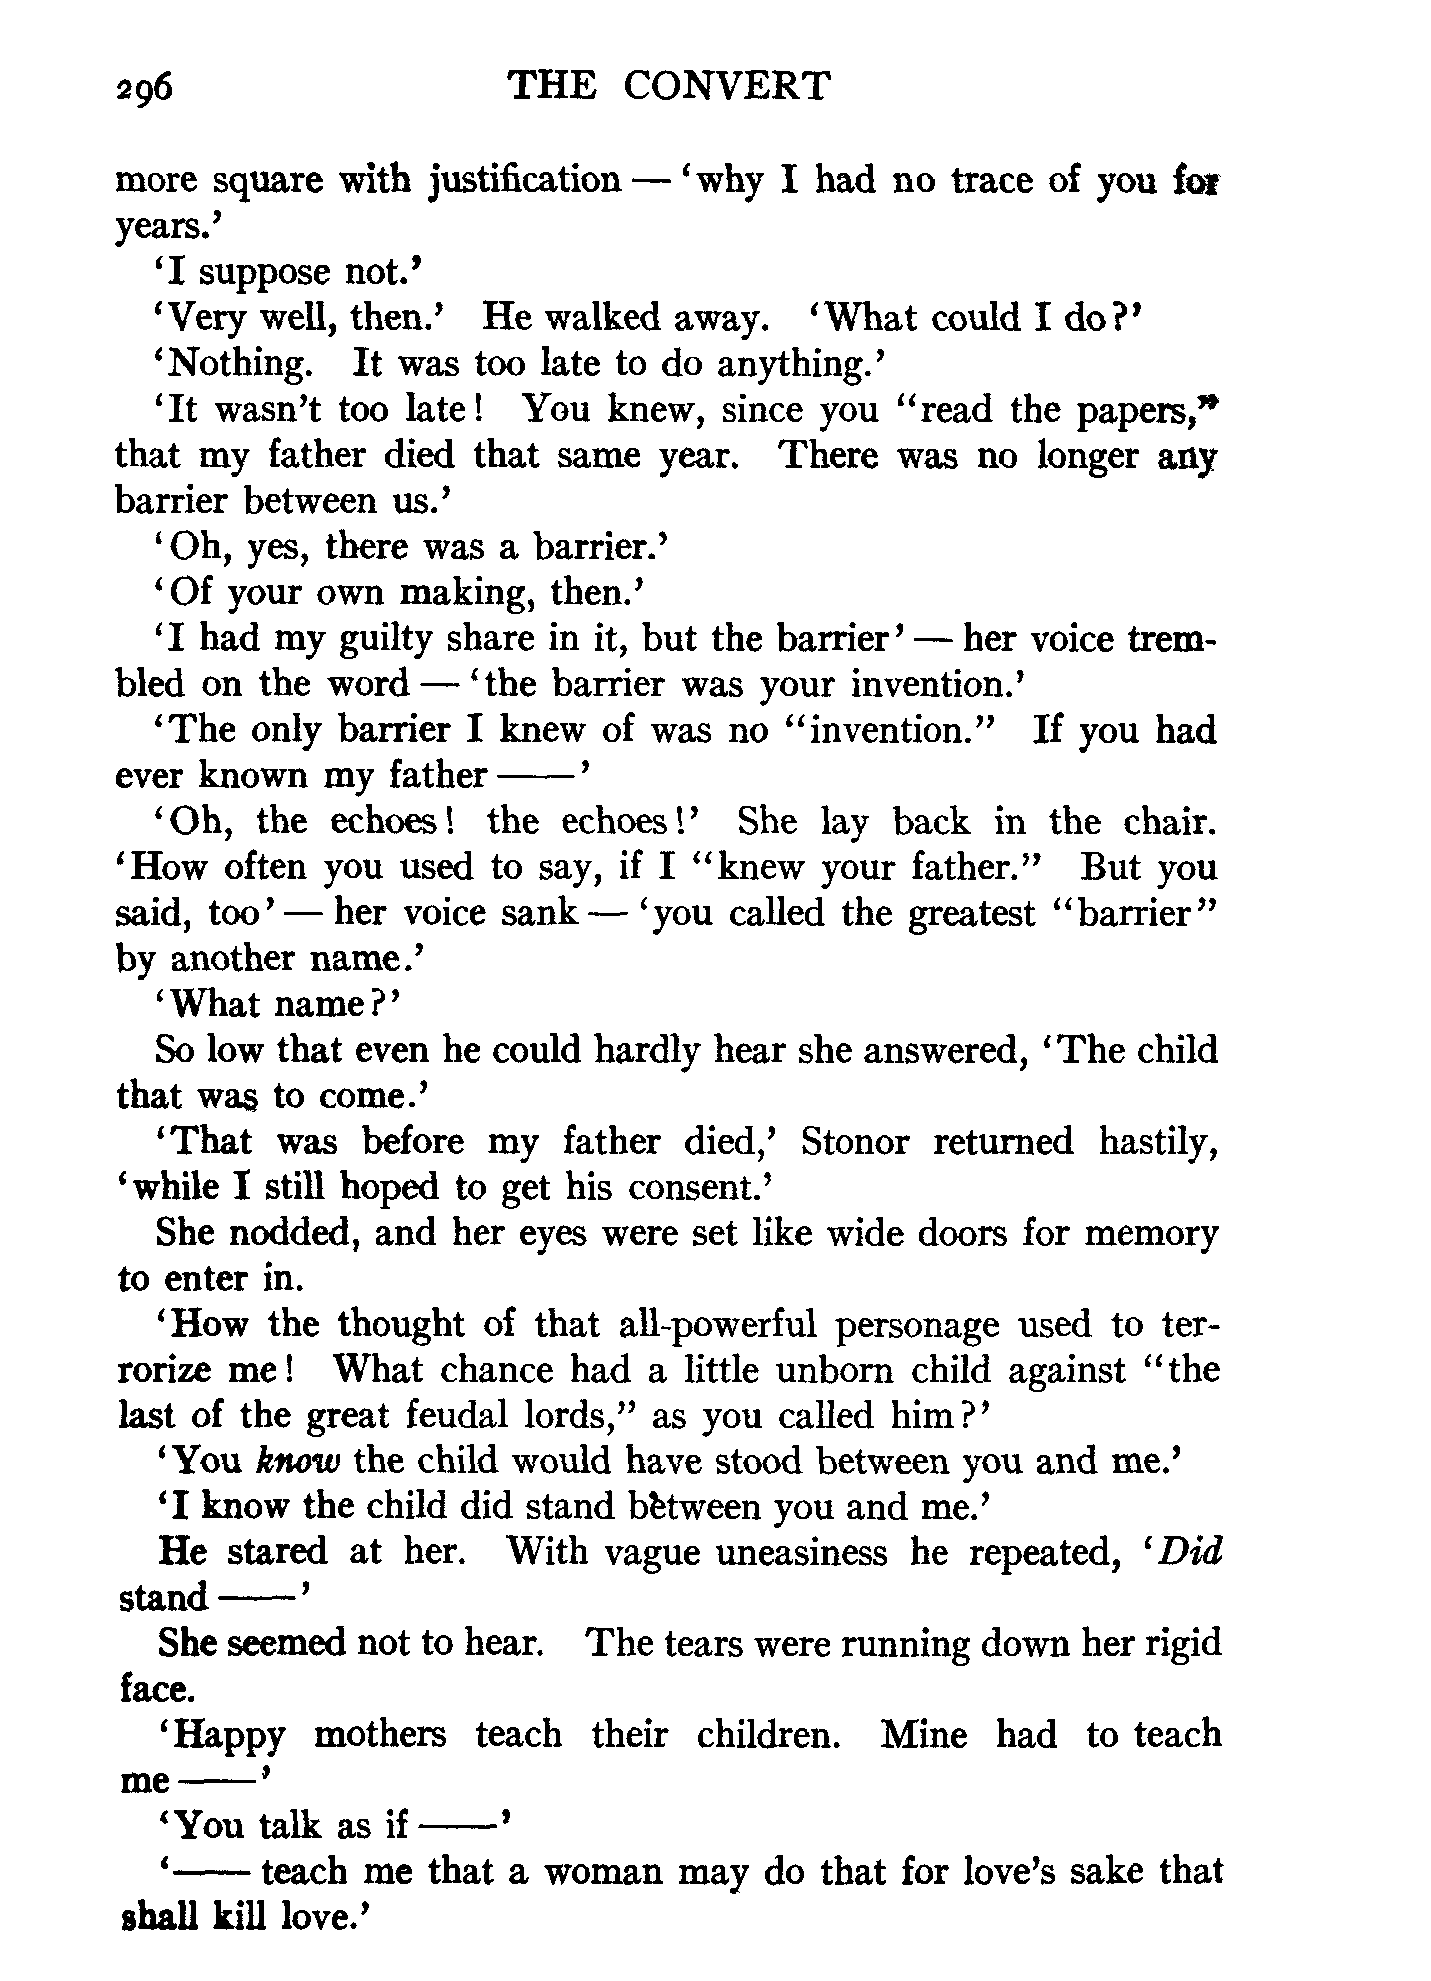 296 THE CONVERT
more square with justification — ‘why I had no trace of you for
years.’
‘I suppose not.’
‘Very well, then.’ He walked away. ‘What could I do?’
‘Nothing. It was too late to do anything.’
‘It wasn’t too late! You knew, since you “read the papers,”
that my father died that same year. There was no longer any
barrier between us.’
‘Oh, yes, there was a barrier.’
‘Of your own making, then.’
‘I had my guilty share in it, but the barrier’ — her voice trem-
bled on the word — ‘the barrier was your invention.’
‘The only barrier I knew of was no “invention.” If you had
ever known my father ——’
‘Oh, the echoes! the echoes!’ She lay back in the chair.
‘How often you used to say, if I “knew your father.” But you
said, too’ — her voice sank — ‘you called the greatest “barrier”
by another name.’
‘What name?’
So low that even he could hardly hear she answered, ‘The child
that was to come.’
‘That was before my father died,’ Stonor returned hastily,
‘while I still hoped to get his consent.’
She nodded, and her eyes were set like wide doors for memory
to enter in.
‘How the thought of that all-powerful personage used to ter-
rorize me! What chance had a little unborn child against “the
last of the great feudal lords,” as you called him?’
‘You know the child would have stood between you and me.’
‘I know the child did stand between you and me.’
He stared at her. With vague uneasiness he repeated, ‘Did
stand ——’
She seemed not to hear. The tears were running down her rigid
face.
‘Happy mothers teach their children. Mine had to teach
me ——’
‘You talk as if ——’
‘—— teach me that a woman may do that for love’s sake that
shall kill love.’